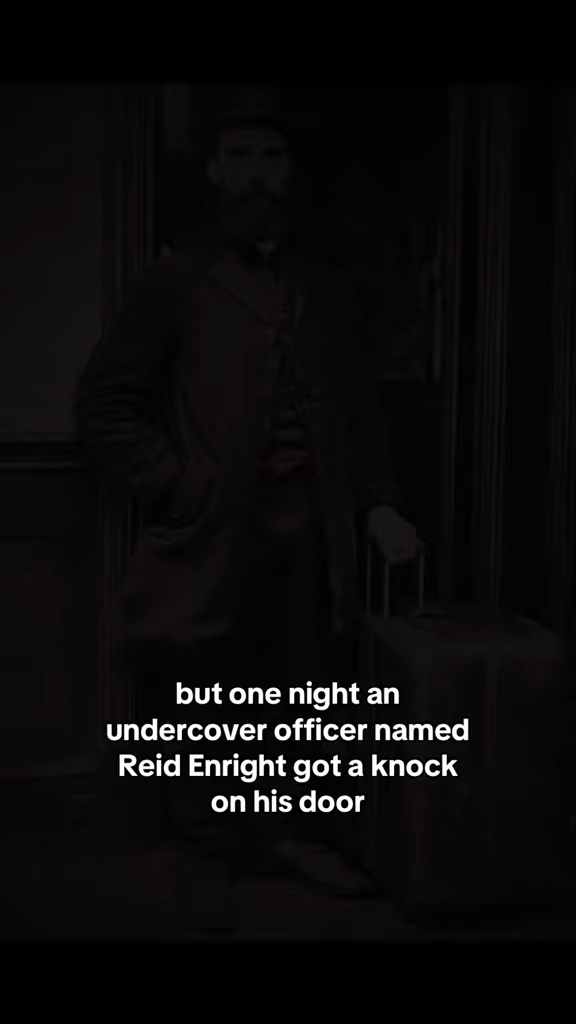 but one night an
undercover officer named
Reid Enright got a knock
on his door